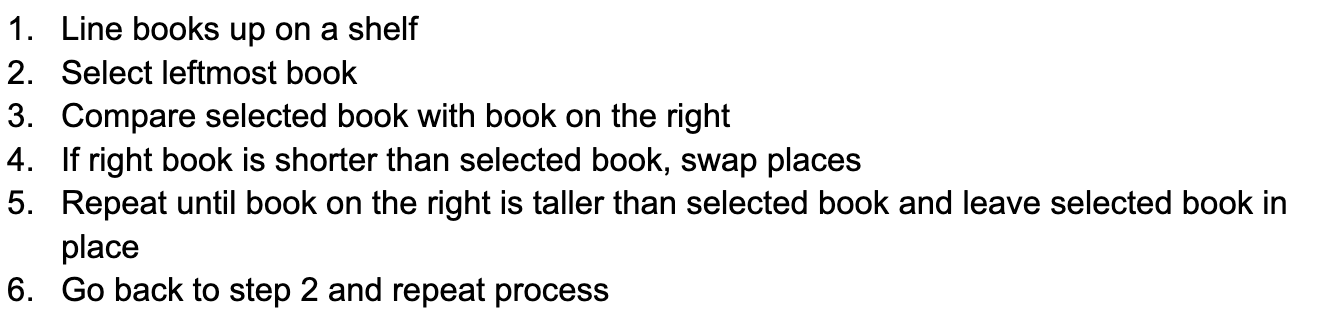 1. Line books up on a shelf
2. Select leftmost book
3. Compare selected book with book on the right
4. If right book is shorter than selected book, swap places
5. Repeat until book on the right is taller than selected book and leave selected book in
place
6. Go back to step 2 and repeat process